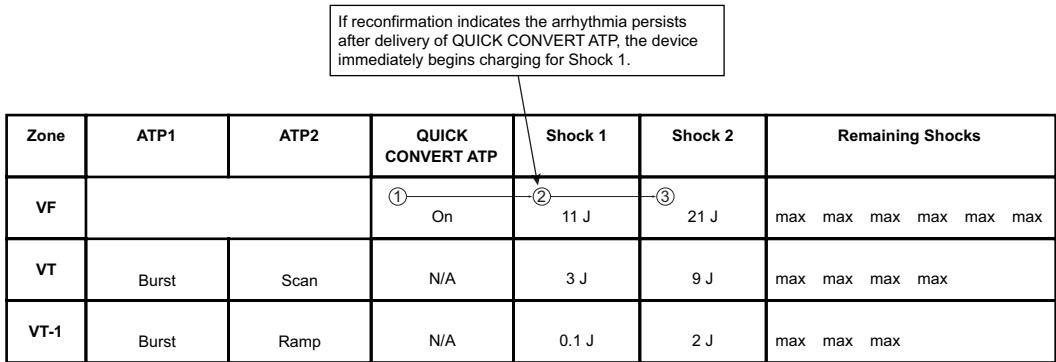 If reconfirmation indicates the arrhythmia persists
after delivery of QUICK CONVERT ATP, the device
immediately begins charging for Shock 1.
Zone ATP1 ATP2 QUICK CONVERT ATP Shock 1 Shock 2 Remaining Shocks
① ② ③
VF On 11 J 21 J max max max max max max
VT Burst Scan N/A 3 J 9 J max max max max
VT-1 Burst Ramp N/A 0.1 J 2 J max max max